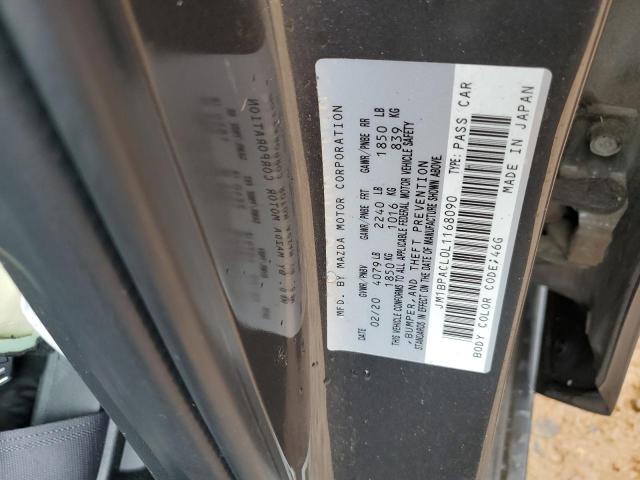 MFD. BY MAZDA MOTOR CORPORATION
DATE GVWR/PNBV GAWR/PNBE FRT GAWR/PNBE RR
02/20 4079 LB 2240 LB 1850 LB
1850 KG 1016 KG 839 KG
THIS VEHICLE CONFORMS TO ALL APPLICABLE FEDERAL MOTOR VEHICLE SAFETY
, BUMPER, AND THEFT PREVENTION
STANDARDS IN EFFECT ON THE DATE OF MANUFACTURE SHOWN ABOVE
JM1BPACL0L1168090 TYPE: PASS CAR
BODY COLOR CODE; 46G MADE IN JAPAN